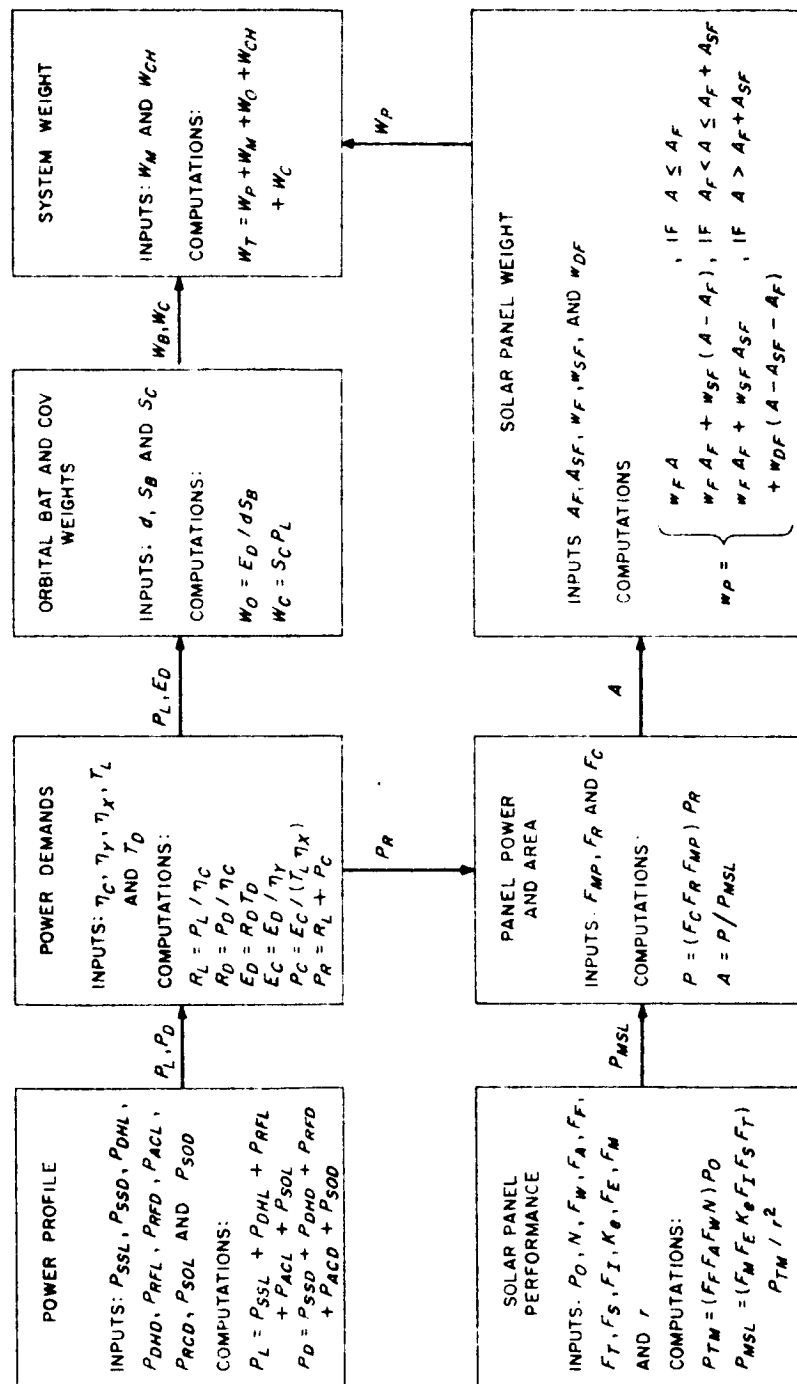 POWER PROFILE
INPUTS: P_SSL, P_SSD, P_DHL,
P_DHD, P_RFL, P_RFD, P_ACL,
P_RCD, P_SOL AND P_SOD
COMPUTATIONS:
P_L = P_SSL + P_DHL + P_RFL
+ P_ACL + P_SOL
P_D = P_SSD + P_DHD + P_RFD
+ P_ACD + P_SOD
P_L, P_D
POWER DEMANDS
INPUTS: η_C, η_Y, η_X, T_L
AND T_D
COMPUTATIONS:
R_L = P_L / η_C
R_D = P_D / η_C
E_D = R_D T_D
E_C = E_D / η_Y
P_C = E_C / (T_L η_X)
P_R = R_L + P_C
P_L, E_D
ORBITAL BAT AND COV
WEIGHTS
INPUTS: d, S_B AND S_C
COMPUTATIONS:
W_O = E_D / d S_B
W_C = S_C P_L
W_B, W_C
SYSTEM WEIGHT
INPUTS: W_M AND W_CH
COMPUTATIONS:
W_T = W_P + W_M + W_O + W_CH
+ W_C
P_R
W_P
SOLAR PANEL
PERFORMANCE
INPUTS. P_O, N, F_W, F_A, F_F,
F_T, F_S, F_I, K_θ, F_E, F_M
AND r
COMPUTATIONS:
P_TM = (F_F F_A F_W N) P_O
P_MSL = (F_M F_E K_θ F_I F_S F_T)
P_TM / r²
P_MSL
PANEL POWER
AND AREA
INPUTS. F_MP, F_R AND F_C
COMPUTATIONS
P = (F_C F_R F_MP) P_R
A = P / P_MSL
A
SOLAR PANEL WEIGHT
INPUTS A_F, A_SF, w_F, w_SF, AND w_DF
COMPUTATIONS
w_P =
w_F A , IF A ≤ A_F
w_F A_F + w_SF (A - A_F), IF A_F < A ≤ A_F + A_SF
w_F A_F + w_SF A_SF , IF A > A_F + A_SF
+ w_DF (A - A_SF - A_F)